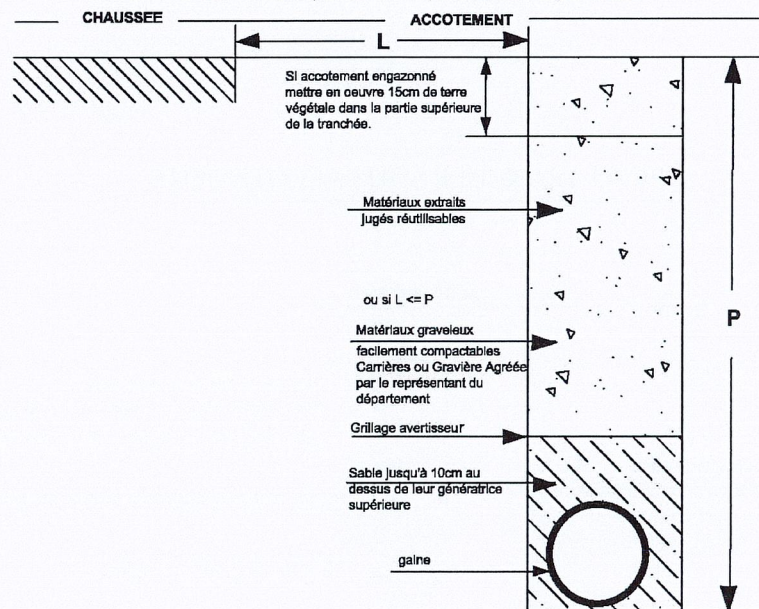 CHAUSSEE
ACCOTEMENT
L
Si accotement engazonné
mettre en oeuvre 15cm de terre
végétale dans la partie supérieure
de la tranchée.
Matériaux extraits
jugés réutilisables
ou si L <= P
P
Matériaux graveleux
facilement compactables
Carrières ou Gravière Agréée
par le représentant du
département
Grillage avertisseur
Sable jusqu'à 10cm au
dessus de leur génératrice
supérieure
gaine